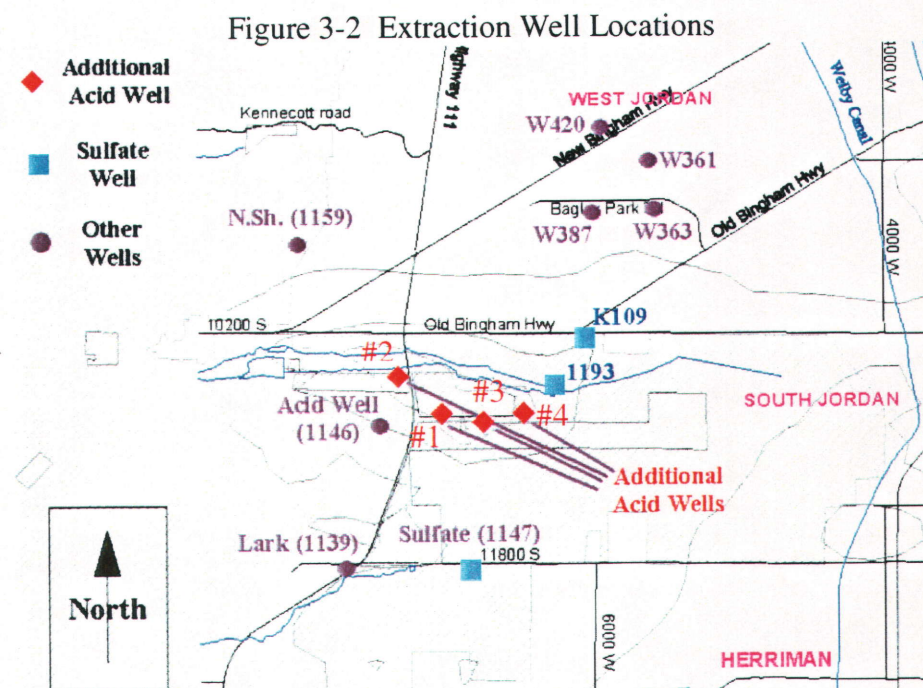 Figure 3-2 Extraction Well Locations
Additional
Acid Well
Sulfate
Well
Other
Wells
Kennecott road
Highway 111
WEST JORDAN
New Bingham Hwy
W420
W361
Bagley Park
W387
W363
Old Bingham Hwy
Welby Canal
4000 W
N.Sh. (1159)
10200 S
Old Bingham Hwy
K109
1193
#2
#3
#4
#1
Acid Well
(1146)
SOUTH JORDAN
Additional
Acid Wells
Lark (1139)
Sulfate (1147)
11800 S
6000 W
North
HERRIMAN